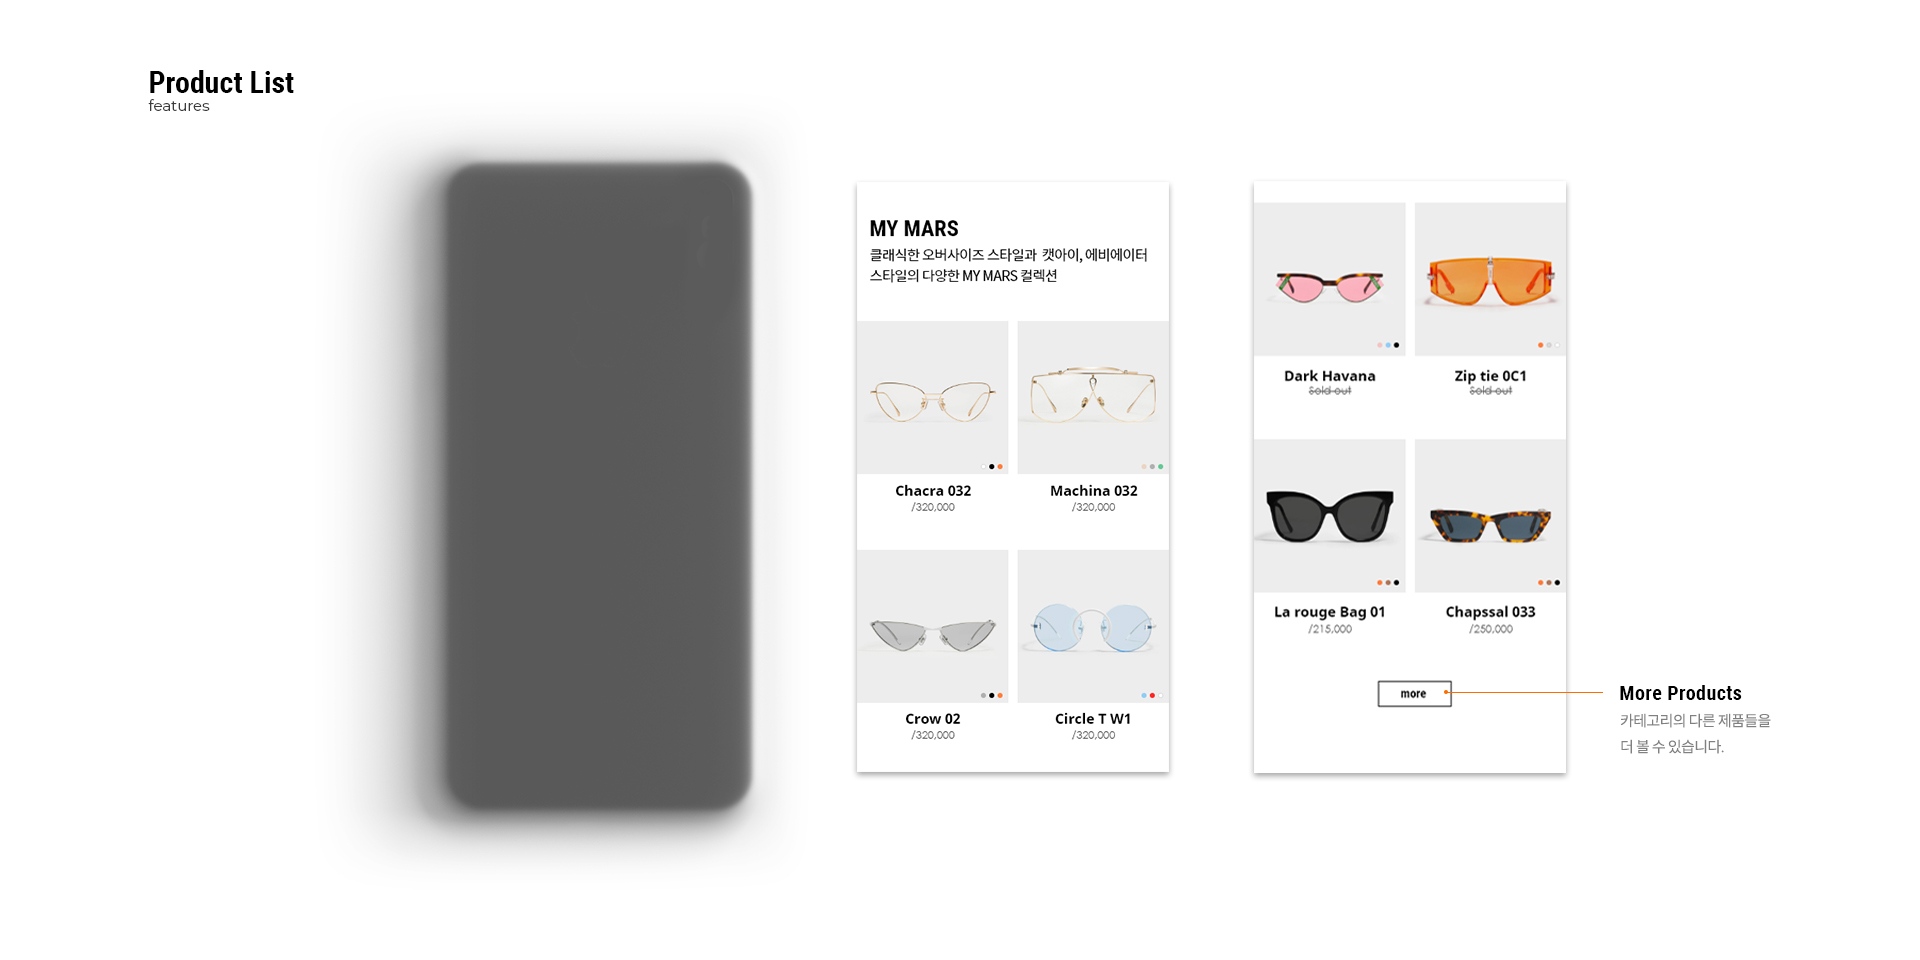 Product List
features
MY MARS
클래식한 오버사이즈 스타일과 캣아이, 에비에이터
스타일의 다양한 MY MARS 컬렉션
Chacra 032
/320,000
Machina 032
/320,000
Crow 02
/320,000
Circle T W1
/320,000
Dark Havana
Sold out
Zip tie 0C1
Sold out
La rouge Bag 01
/215,000
Chapssal 033
/250,000
more
More Products
카테고리의 다른 제품들을
더 볼 수 있습니다.